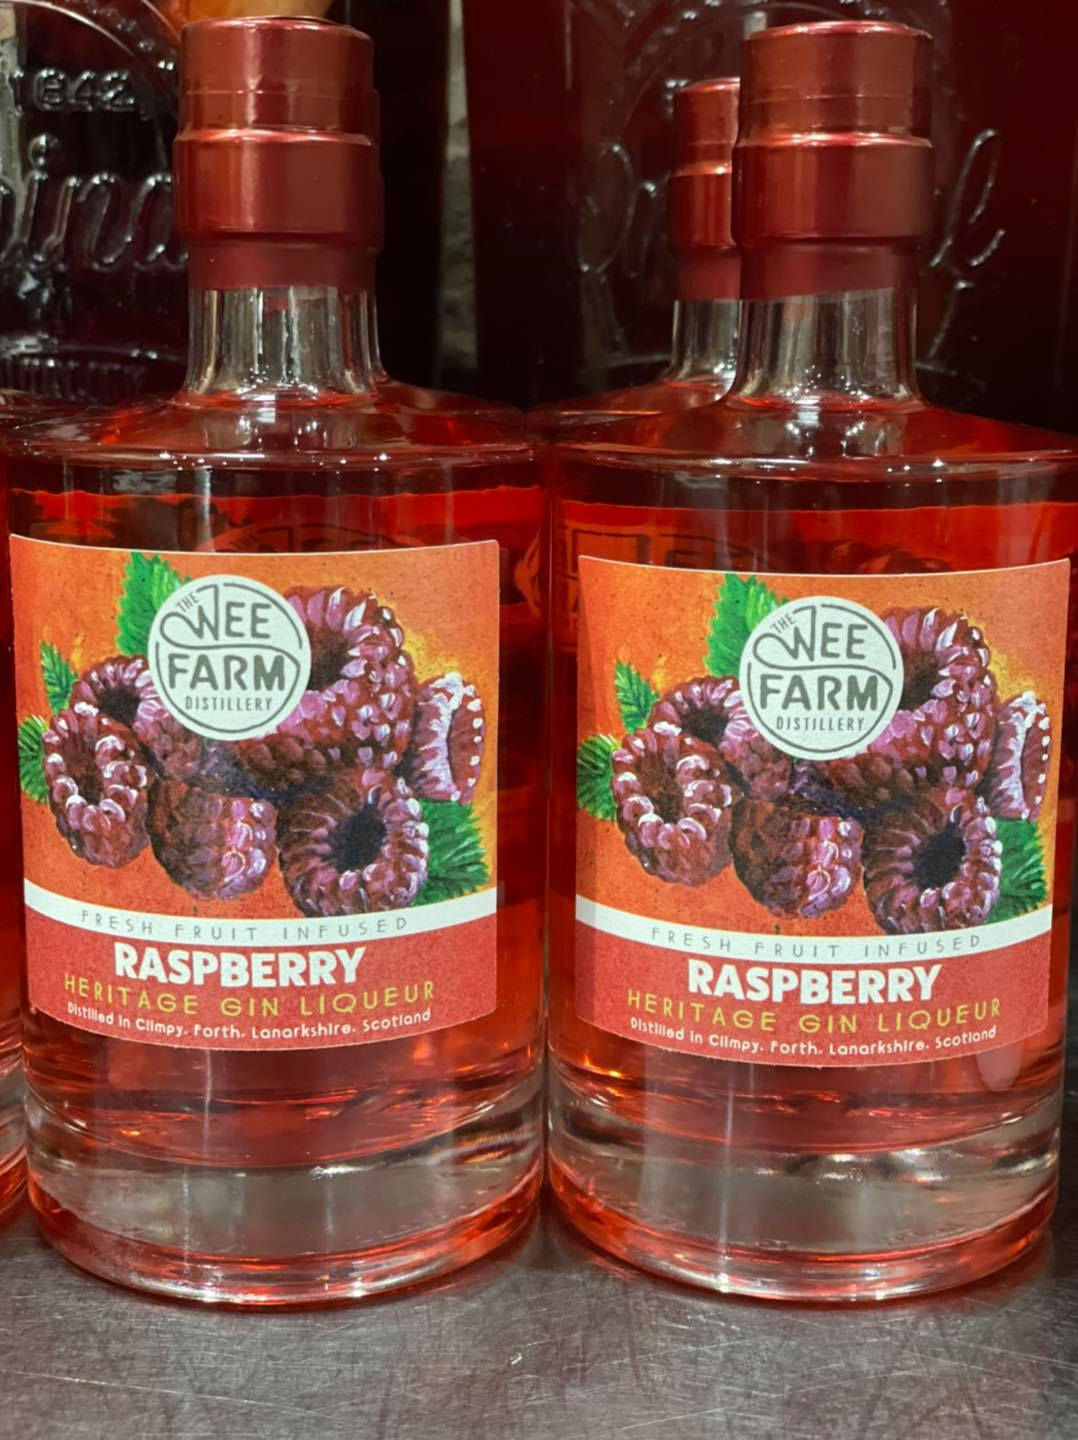 1842
THE
WEE
FARM
DISTILLERY
FRESH FRUIT INFUSED
RASPBERRY
HERITAGE GIN LIQUEUR
Distilled in Climpy, Forth, Lanarkshire, Scotland
THE
WEE
FARM
DISTILLERY
FRESH FRUIT INFUSED
RASPBERRY
HERITAGE GIN LIQUEUR
Distilled in Climpy, Forth, Lanarkshire, Scotland